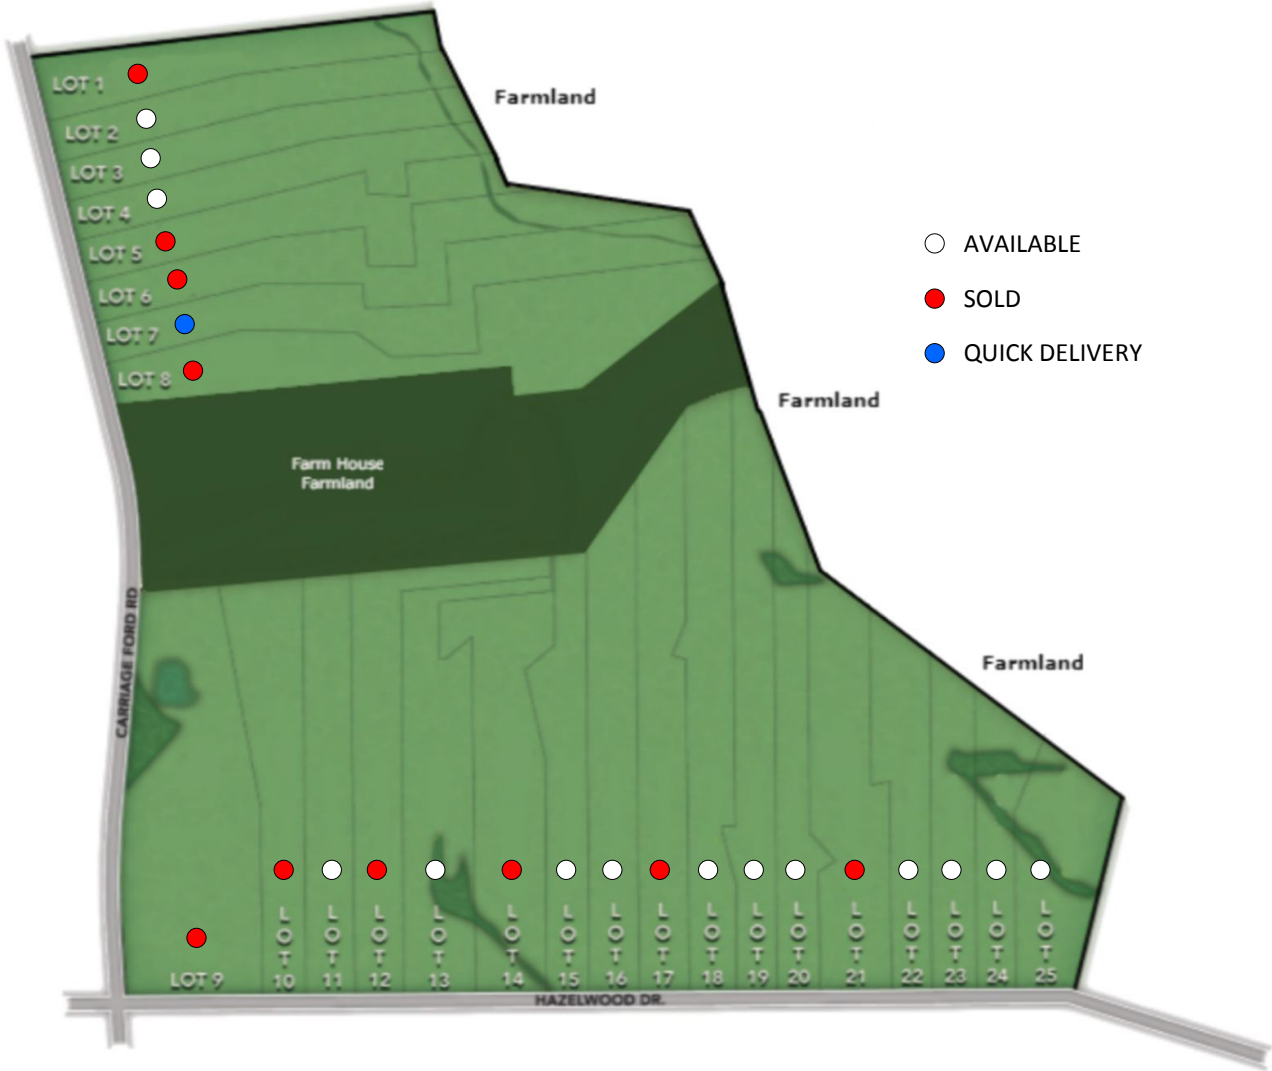 LOT 1
LOT 2
LOT 3
LOT 4
LOT 5
LOT 6
LOT 7
LOT 8
Farmland
AVAILABLE
SOLD
QUICK DELIVERY
Farmland
Farm House
Farmland
Farmland
CARRIAGE FORD RD
LOT 9
LOT 10
LOT 11
LOT 12
LOT 13
LOT 14
LOT 15
LOT 16
LOT 17
LOT 18
LOT 19
LOT 20
LOT 21
LOT 22
LOT 23
LOT 24
LOT 25
HAZELWOOD DR.